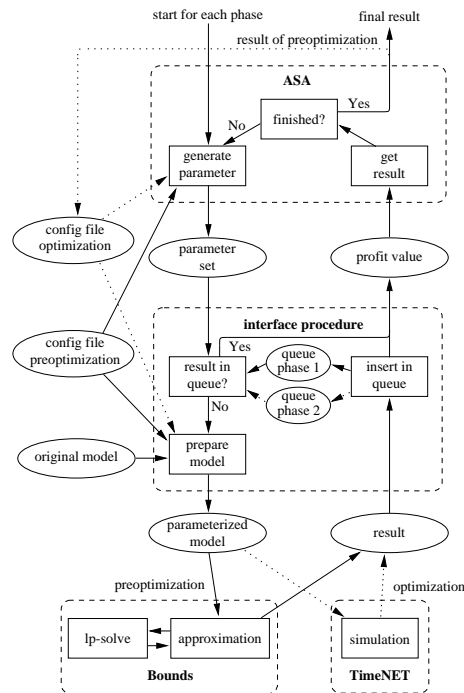 start for each phase
final result
result of preoptimization
ASA
finished?
Yes
No
generate
parameter
get
result
config file
optimization
parameter
set
profit value
interface procedure
config file
preoptimization
Yes
result in
queue?
queue
phase 1
queue
phase 2
insert in
queue
No
original model
prepare
model
parameterized
model
result
preoptimization
optimization
lp-solve
approximation
simulation
Bounds
TimeNET